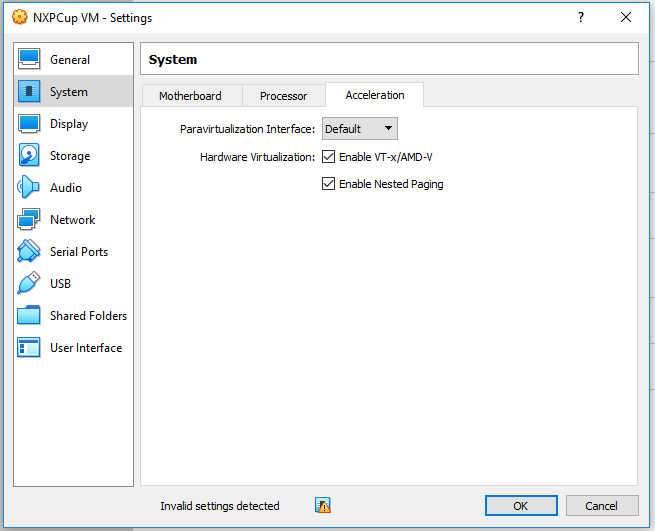 NXPCup VM - Settings
?
General
System
Display
Storage
Audio
Network
Serial Ports
USB
Shared Folders
User Interface
System
Motherboard Processor Acceleration
Paravirtualization Interface: Default
Hardware Virtualization: Enable VT-x/AMD-V
Enable Nested Paging
Invalid settings detected
OK Cancel